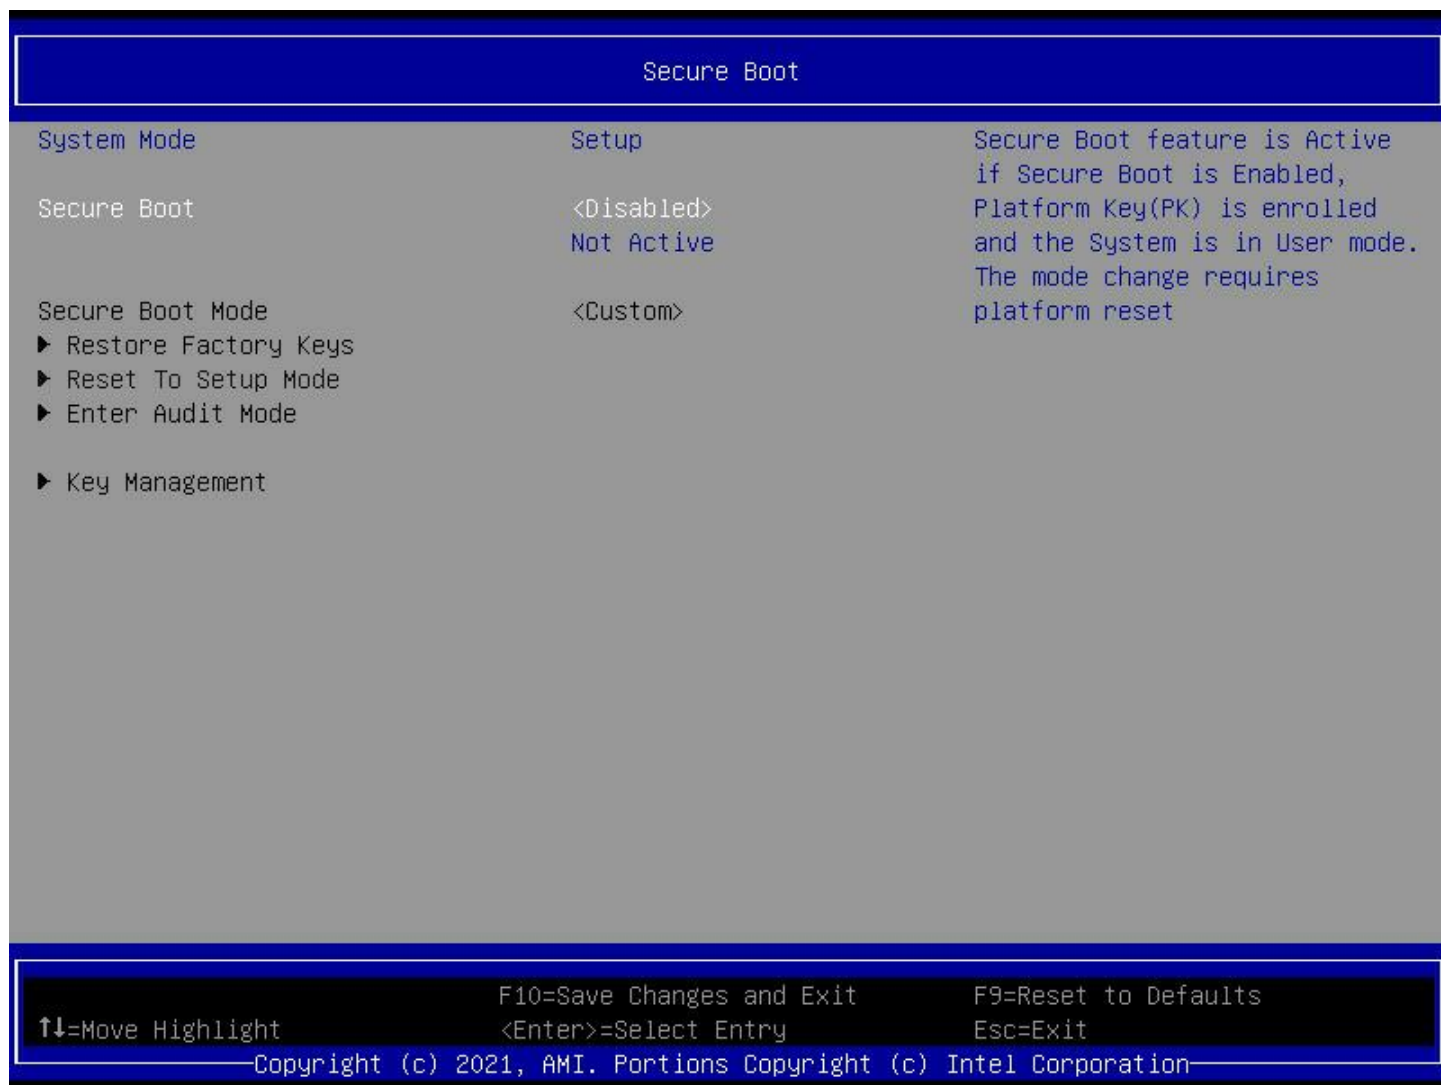 Secure Boot
System Mode Setup
Secure Boot <Disabled>
Not Active
Secure Boot Mode <Custom>
▶ Restore Factory Keys
▶ Reset To Setup Mode
▶ Enter Audit Mode
▶ Key Management
Secure Boot feature is Active
if Secure Boot is Enabled,
Platform Key(PK) is enrolled
and the System is in User mode.
The mode change requires
platform reset
F10=Save Changes and Exit F9=Reset to Defaults
↑↓=Move Highlight <Enter>=Select Entry Esc=Exit
Copyright (c) 2021, AMI. Portions Copyright (c) Intel Corporation